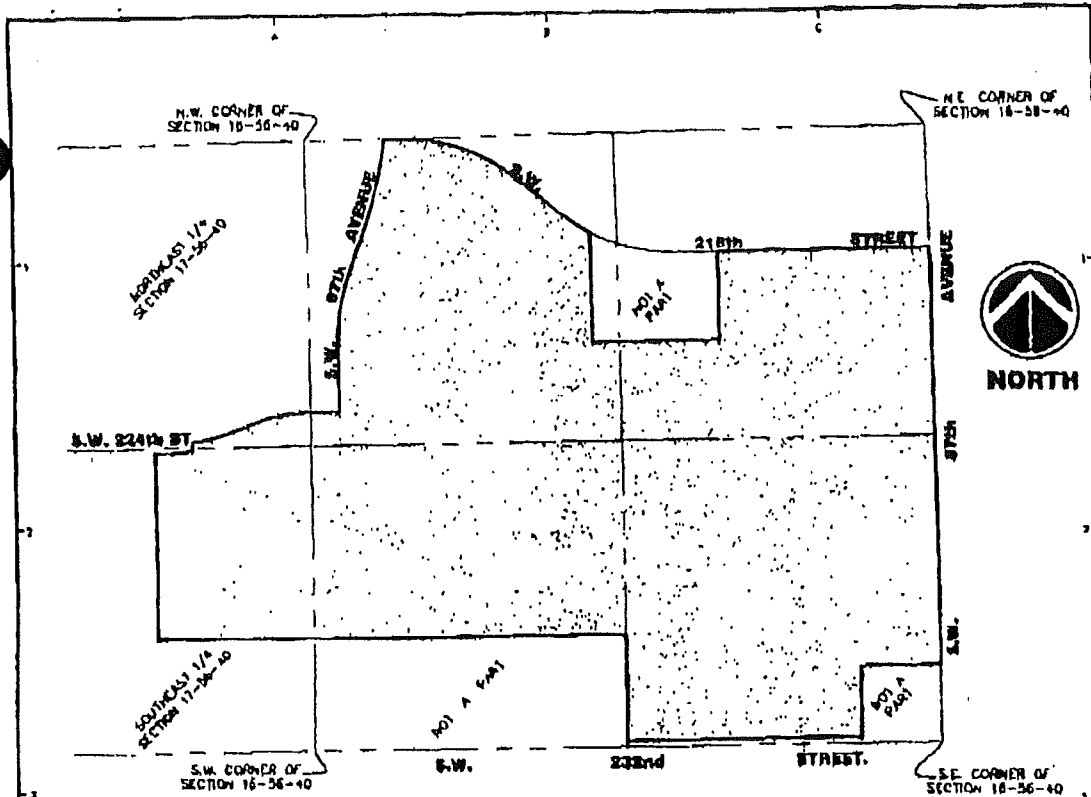 N.W. CORNER OF
SECTION 16-56-40
N.E. CORNER OF
SECTION 16-56-40
NORTHEAST 1/4
SECTION 17-56-40
S.W. 87th AVENUE
S.W. 216th STREET
NOT A
PART
AVENUE
87th
S.W.
NORTH
S.W. 224th ST
SOUTHEAST 1/4
SECTION 17-56-40
NOT A PART
NOT A
PART
S.W. CORNER OF
SECTION 16-56-40
S.W. 232nd STREET.
S.E. CORNER OF
SECTION 16-56-40